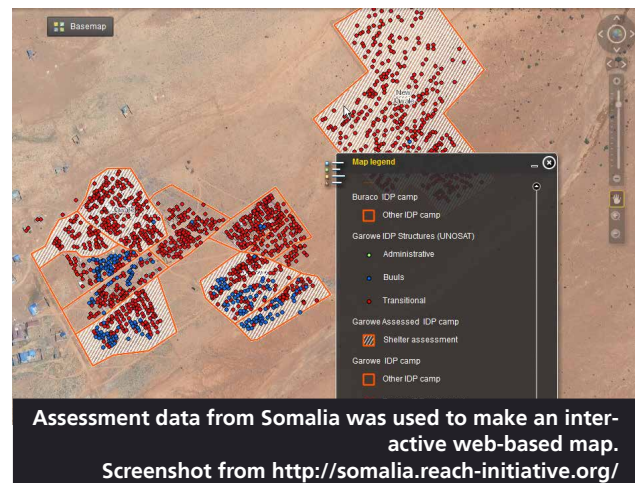 Basemap
New
Map legend
Buraco IDP camp
Other IDP camp
Garowe IDP Structures (UNOSAT)
Administrative
Buuls
Transitional
Garowe Assessed IDP camp
Shelter assessment
Garowe IDP camp
Other IDP camp
Assessment data from Somalia was used to make an inter-
active web-based map.
Screenshot from http://somalia.reach-initiative.org/